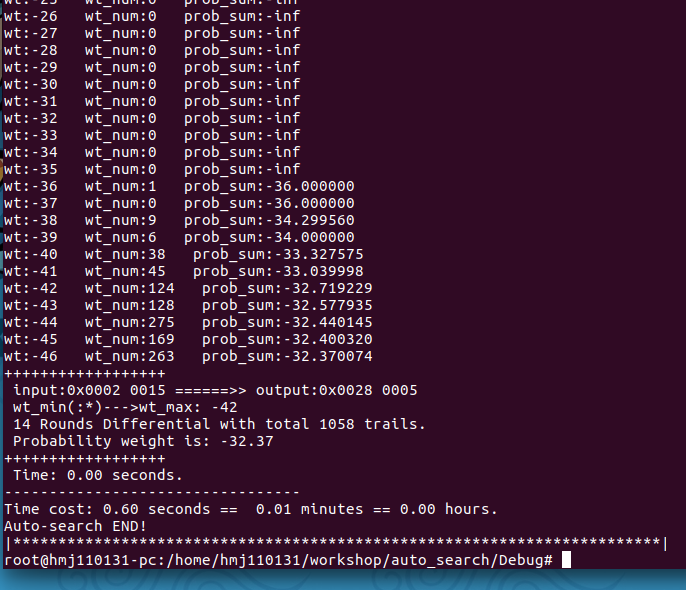 wt:-25   wt_num:0   prob_sum:-inf
wt:-26   wt_num:0   prob_sum:-inf
wt:-27   wt_num:0   prob_sum:-inf
wt:-28   wt_num:0   prob_sum:-inf
wt:-29   wt_num:0   prob_sum:-inf
wt:-30   wt_num:0   prob_sum:-inf
wt:-31   wt_num:0   prob_sum:-inf
wt:-32   wt_num:0   prob_sum:-inf
wt:-33   wt_num:0   prob_sum:-inf
wt:-34   wt_num:0   prob_sum:-inf
wt:-35   wt_num:0   prob_sum:-inf
wt:-36   wt_num:1   prob_sum:-36.000000
wt:-37   wt_num:0   prob_sum:-36.000000
wt:-38   wt_num:9   prob_sum:-34.299560
wt:-39   wt_num:6   prob_sum:-34.000000
wt:-40   wt_num:38   prob_sum:-33.327575
wt:-41   wt_num:45   prob_sum:-33.039998
wt:-42   wt_num:124   prob_sum:-32.719229
wt:-43   wt_num:128   prob_sum:-32.577935
wt:-44   wt_num:275   prob_sum:-32.440145
wt:-45   wt_num:169   prob_sum:-32.400320
wt:-46   wt_num:263   prob_sum:-32.370074
++++++++++++++++++
input:0x0002 0015 ======>> output:0x0028 0005
wt_min(:*)--->wt_max: -42
14 Rounds Differential with total 1058 trails.
Probability weight is: -32.37
++++++++++++++++++
Time: 0.00 seconds.
---------------------------------
Time cost: 0.60 seconds ==  0.01 minutes == 0.00 hours.
Auto-search END!
|************************************************************************|
root@hmj110131-pc:/home/hmj110131/workshop/auto_search/Debug#